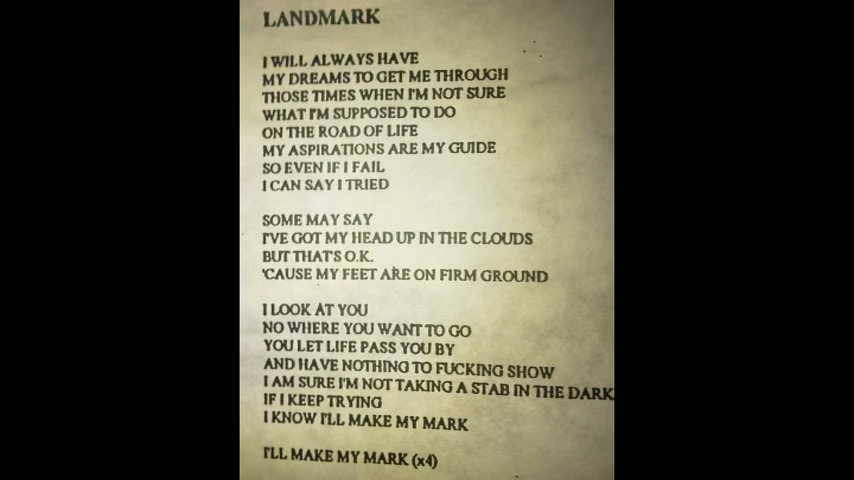 LANDMARK
I WILL ALWAYS HAVE
MY DREAMS TO GET ME THROUGH
THOSE TIMES WHEN I'M NOT SURE
WHAT I'M SUPPOSED TO DO
ON THE ROAD OF LIFE
MY ASPIRATIONS ARE MY GUIDE
SO EVEN IF I FAIL
I CAN SAY I TRIED
SOME MAY SAY
I'VE GOT MY HEAD UP IN THE CLOUDS
BUT THAT'S O.K.
'CAUSE MY FEET ARE ON FIRM GROUND
I LOOK AT YOU
NO WHERE YOU WANT TO GO
YOU LET LIFE PASS YOU BY
AND HAVE NOTHING TO FUCKING SHOW
I AM SURE I'M NOT TAKING A STAB IN THE DARK
IF I KEEP TRYING
I KNOW I'LL MAKE MY MARK
I'LL MAKE MY MARK (x4)